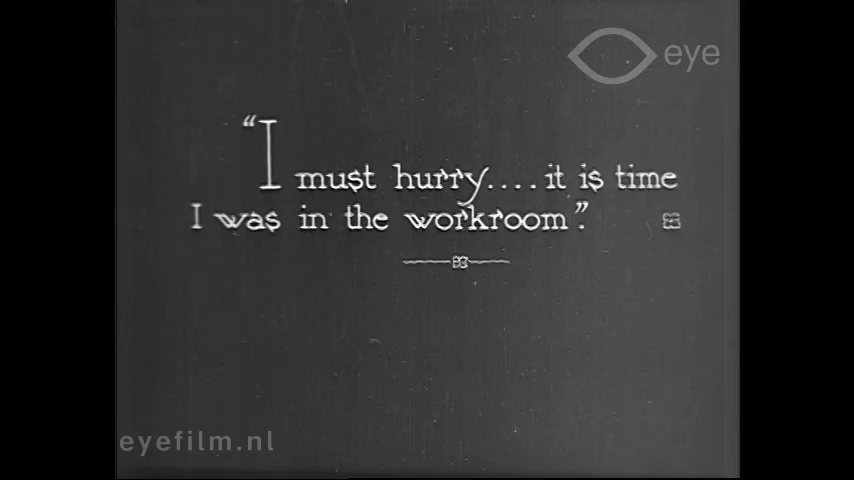 eye
"I must hurry....it is time
I was in the workroom".
eyefilm.nl